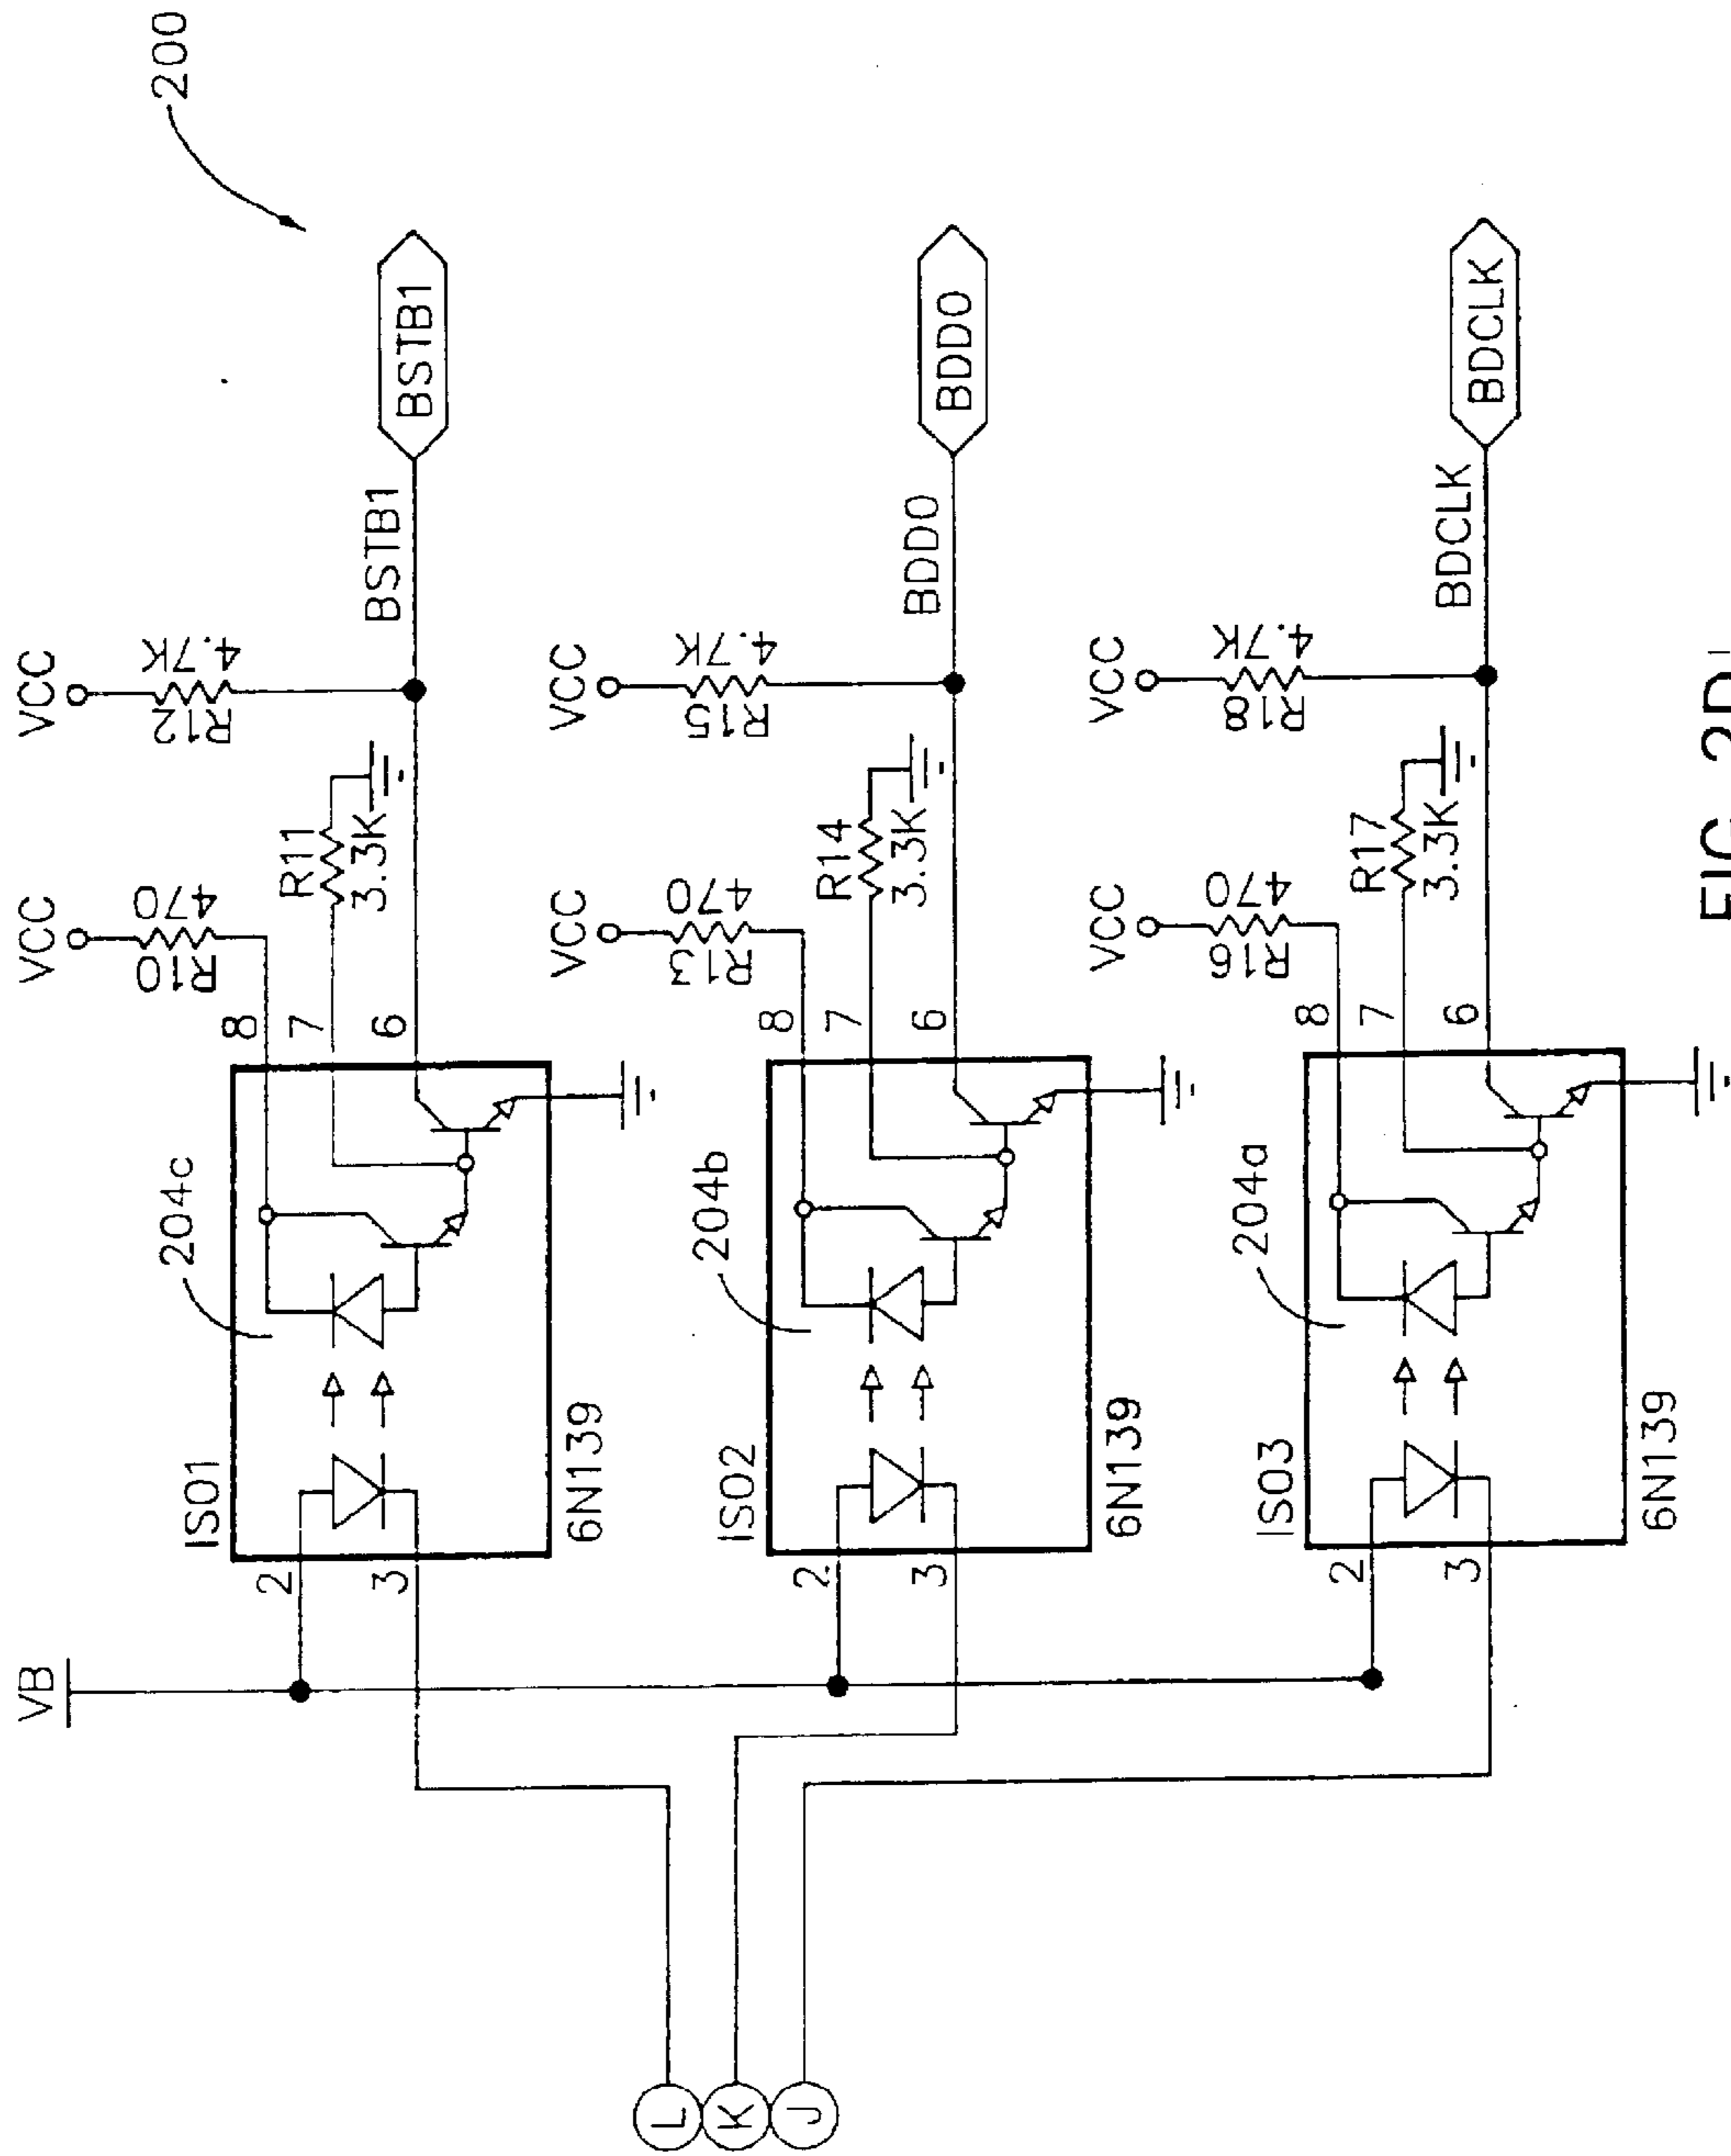 200
VB
VCC
470
R10
VCC
4.7K
R12
ISO1
204c
8
R11
3.3K
7
2
3
6
BSTB1
BSTB1
6N139
VCC
470
R13
VCC
4.7K
R15
ISO2
204b
8
R14
3.3K
7
2
3
6
BDD0
BDD0
6N139
L
K
J
VCC
470
R16
VCC
4.7K
R18
ISO3
204a
8
R17
3.3K
7
2
3
6
BDCLK
BDCLK
6N139